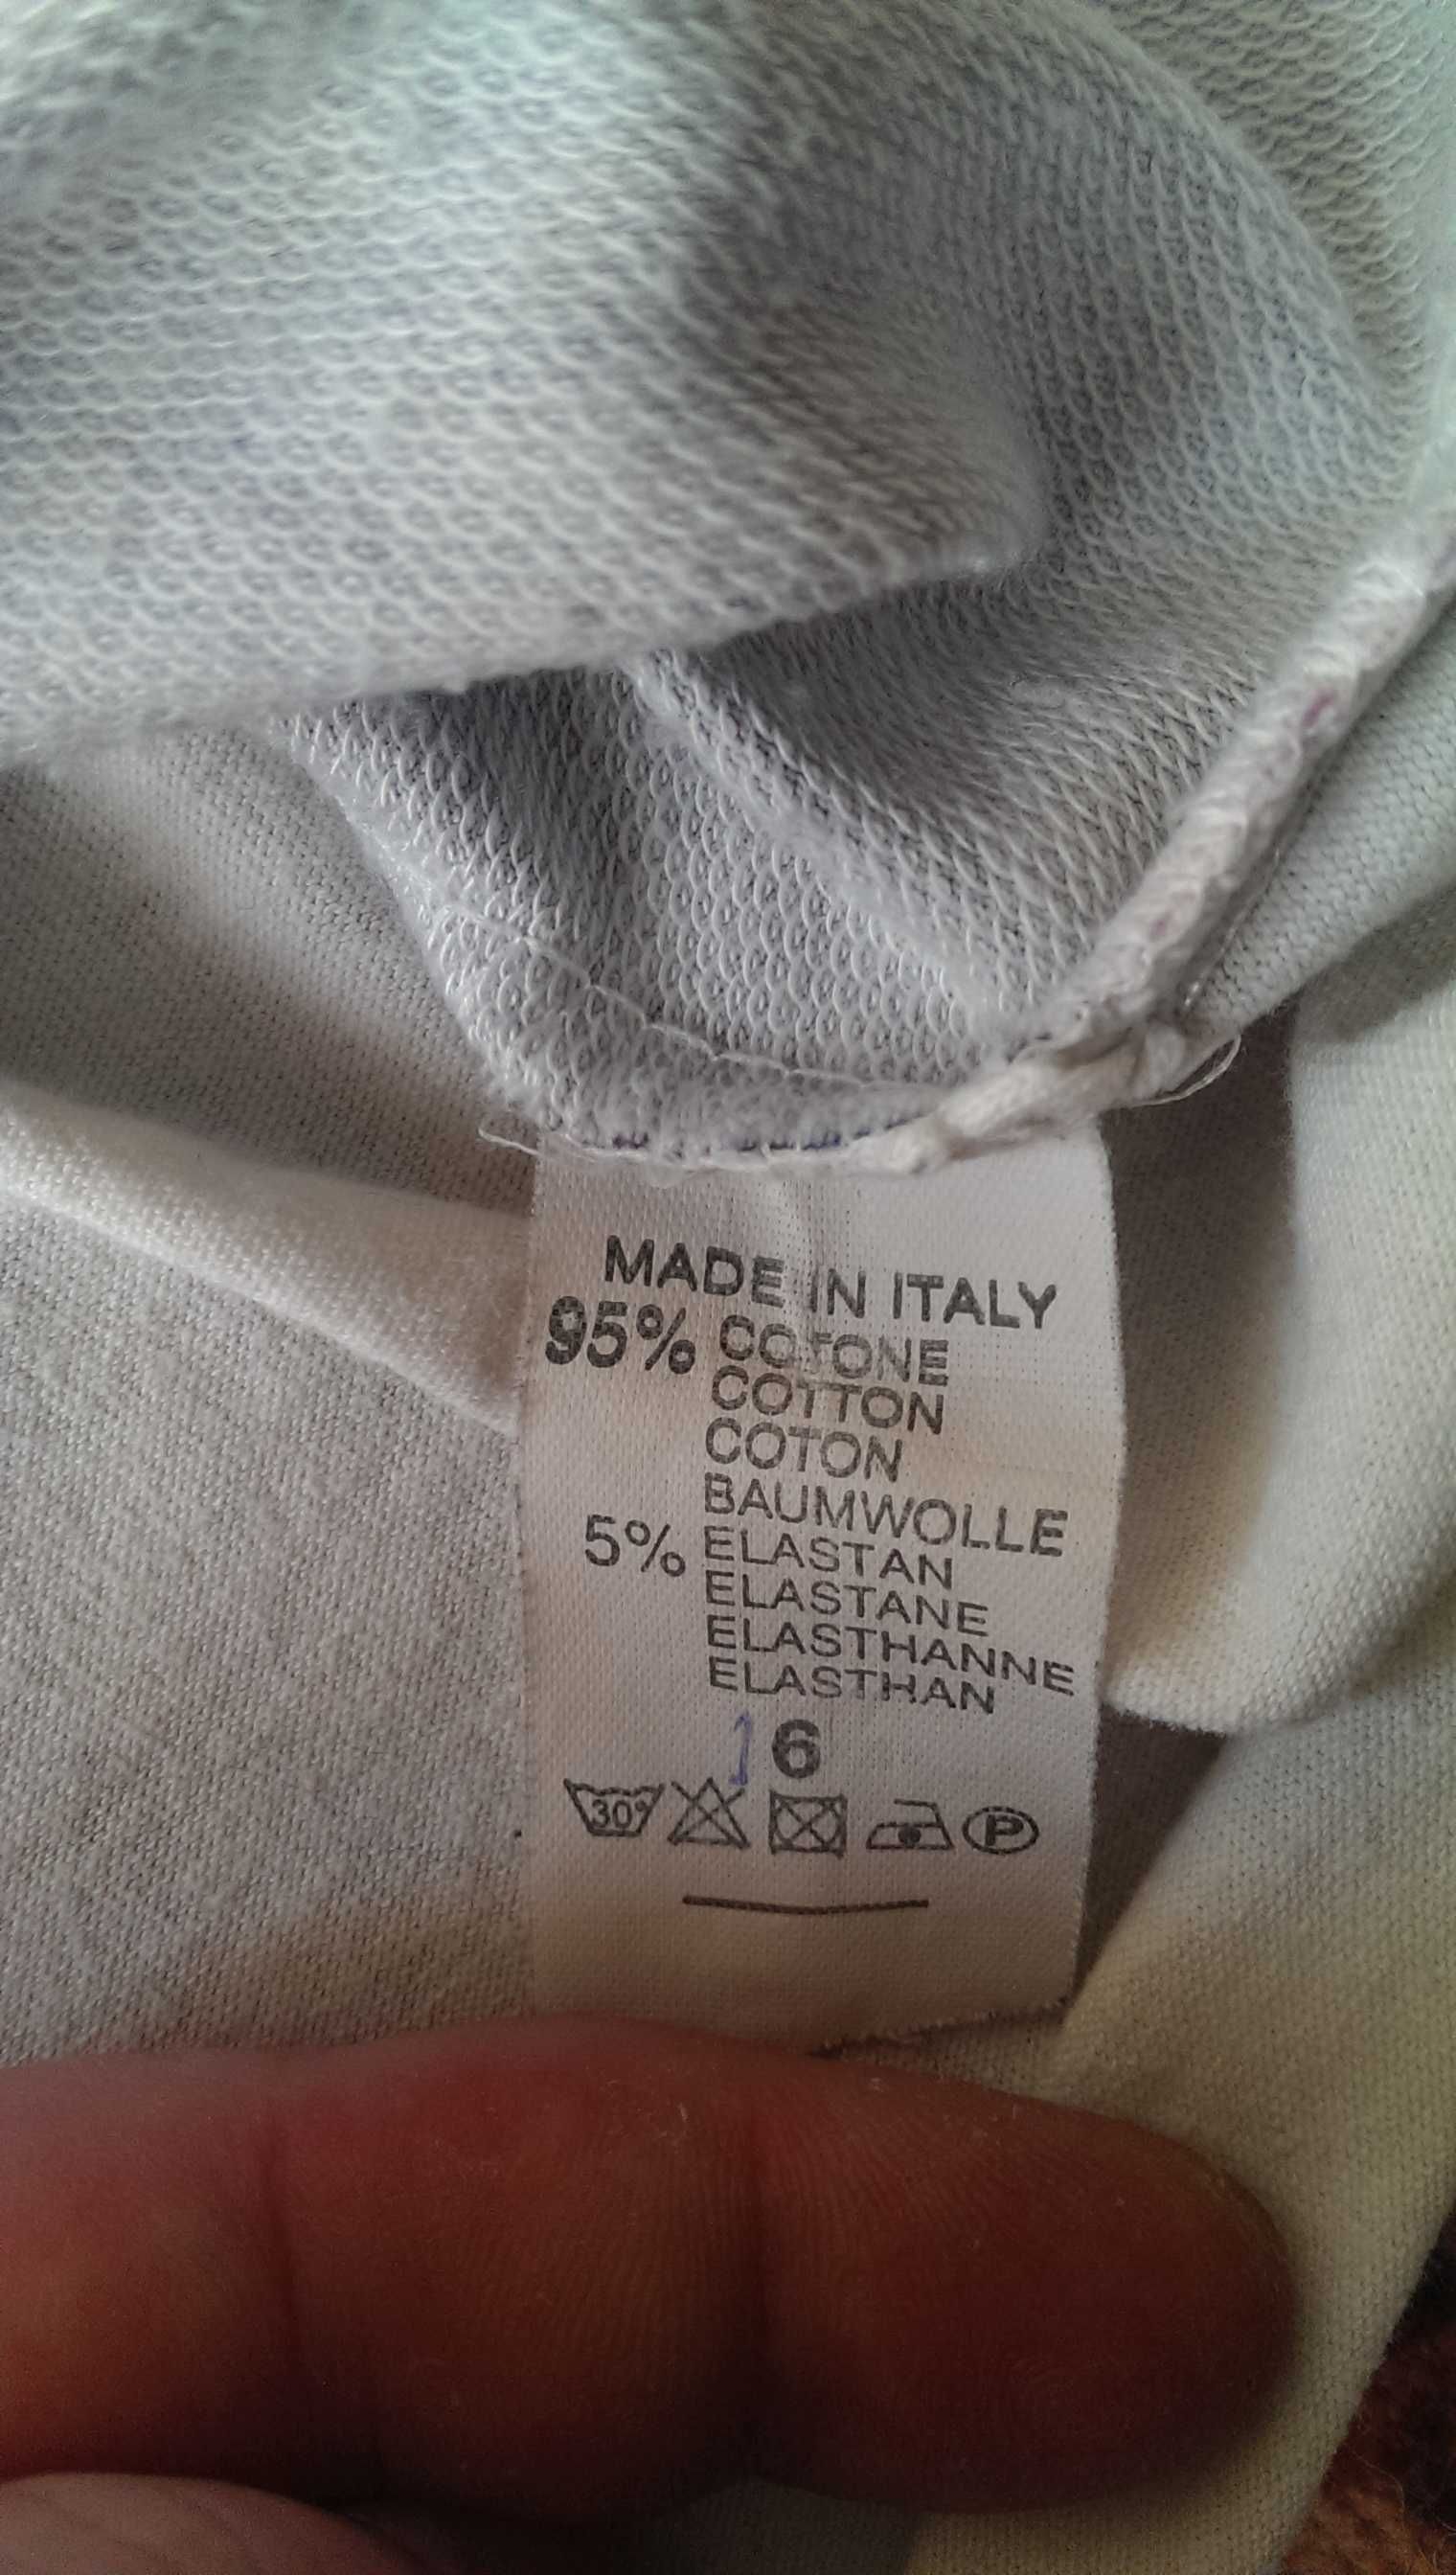 MADE IN ITALY
95% COTONE
COTTON
COTON
BAUMWOLLE
5% ELASTAN
ELASTANE
ELASTHANNE
ELASTHAN
16
30° P